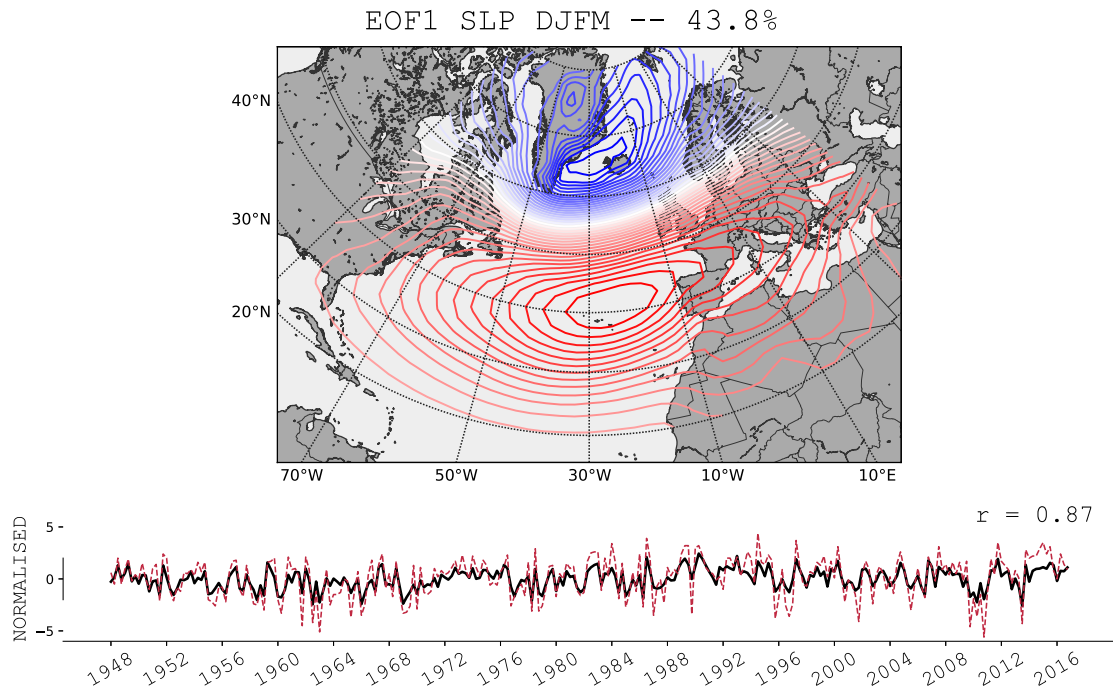 EOF1 SLP DJFM -- 43.8%
40°N
30°N
20°N
70°W 50°W 30°W 10°W 10°E
r = 0.87
NORMALISED
5
0
−5
1948 1952 1956 1960 1964 1968 1972 1976 1980 1984 1988 1992 1996 2000 2004 2008 2012 2016